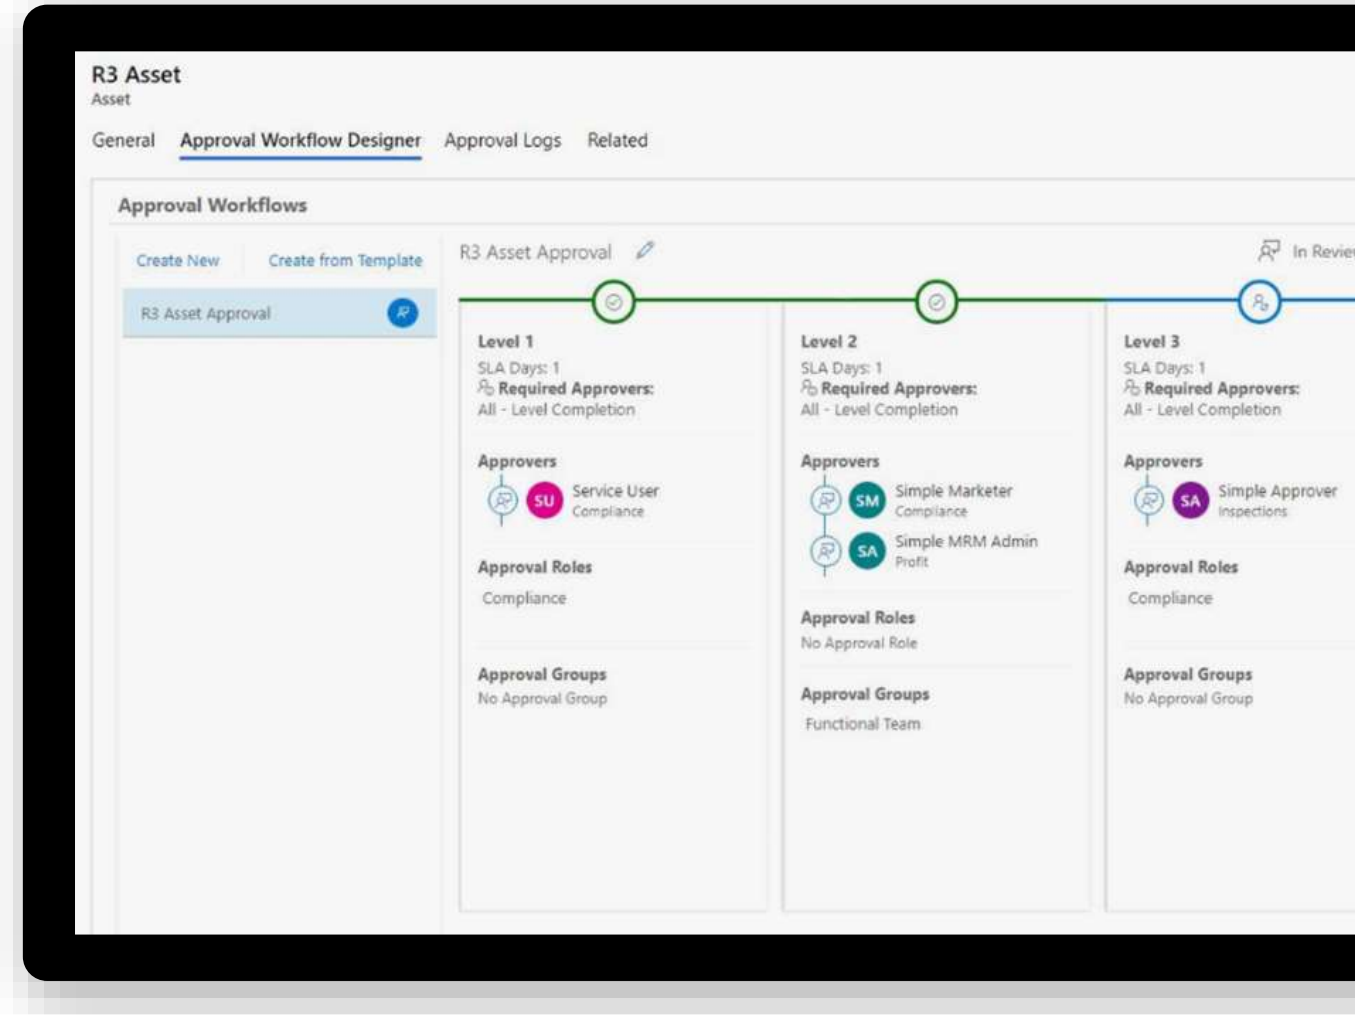 R3 Asset
Asset
General Approval Workflow Designer Approval Logs Related
Approval Workflows
Create New Create from Template
R3 Asset Approval
R3 Asset Approval
In Review
Level 1
SLA Days: 1
Required Approvers:
All - Level Completion
Approvers
SU Service User
Compliance
Approval Roles
Compliance
Approval Groups
No Approval Group
Level 2
SLA Days: 1
Required Approvers:
All - Level Completion
Approvers
SM Simple Marketer
Compliance
SA Simple MRM Admin
Profit
Approval Roles
No Approval Role
Approval Groups
Functional Team
Level 3
SLA Days: 1
Required Approvers:
All - Level Completion
Approvers
SA Simple Approver
Inspections
Approval Roles
Compliance
Approval Groups
No Approval Group